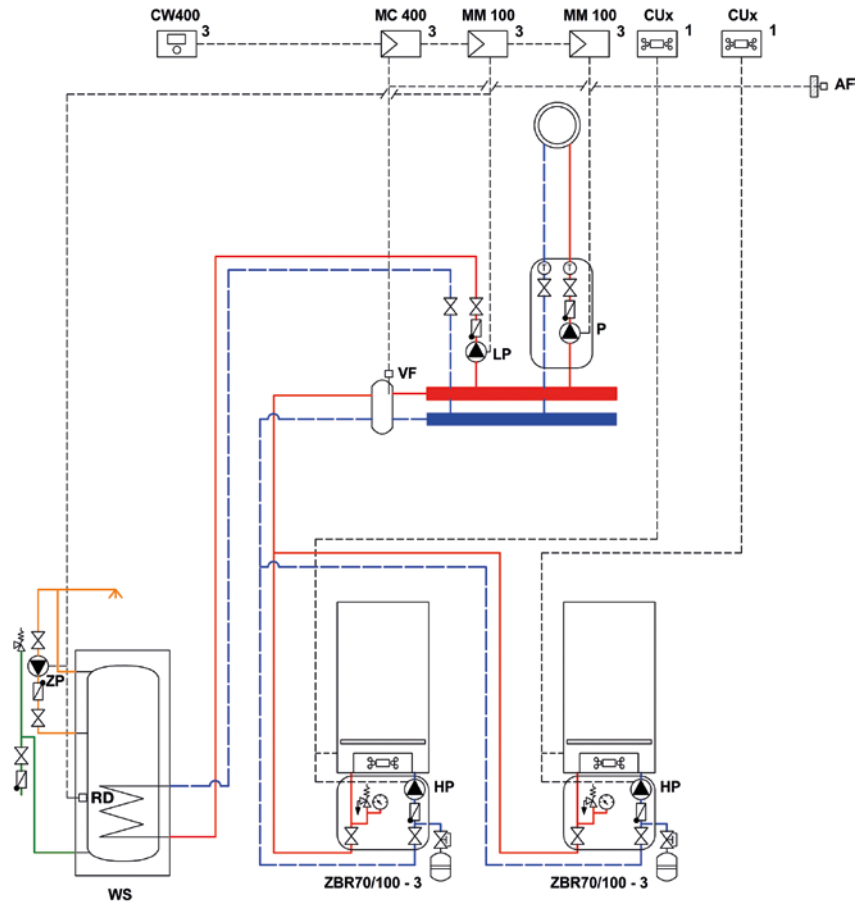 CW400
3
MC 400
3
MM 100
3
MM 100
3
CUx
1
CUx
1
AF
T
T
P
LP
VF
ZP
RD
HP
HP
WS
ZBR70/100 - 3
ZBR70/100 - 3